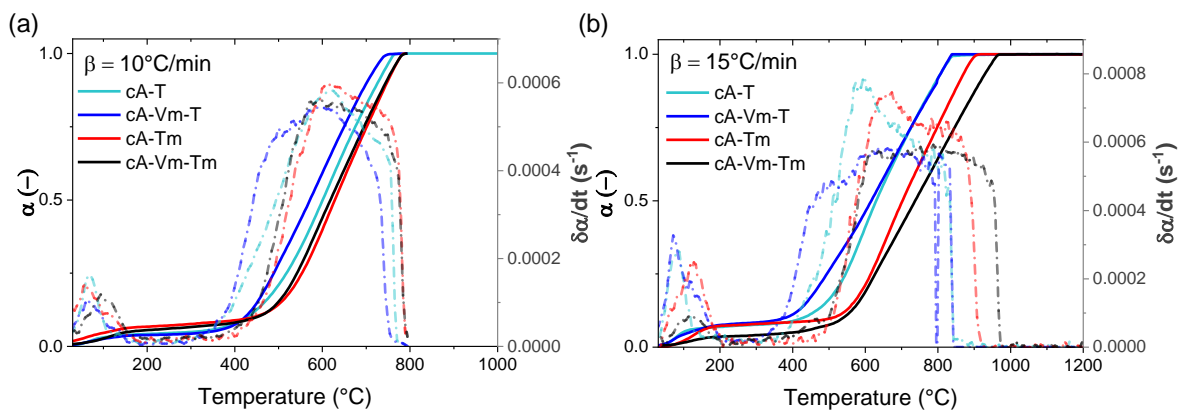 (a)
β = 10°C/min
cA-T
cA-Vm-T
cA-Tm
cA-Vm-Tm
1.0
0.5
0.0
α (–)
200
400
600
800
1000
Temperature (°C)
0.0006
0.0004
0.0002
0.0000
δα/dt (s⁻¹)
(b)
β = 15°C/min
cA-T
cA-Vm-T
cA-Tm
cA-Vm-Tm
1.0
0.5
0.0
α (–)
200
400
600
800
1000
1200
Temperature (°C)
0.0008
0.0006
0.0004
0.0002
0.0000
δα/dt (s⁻¹)